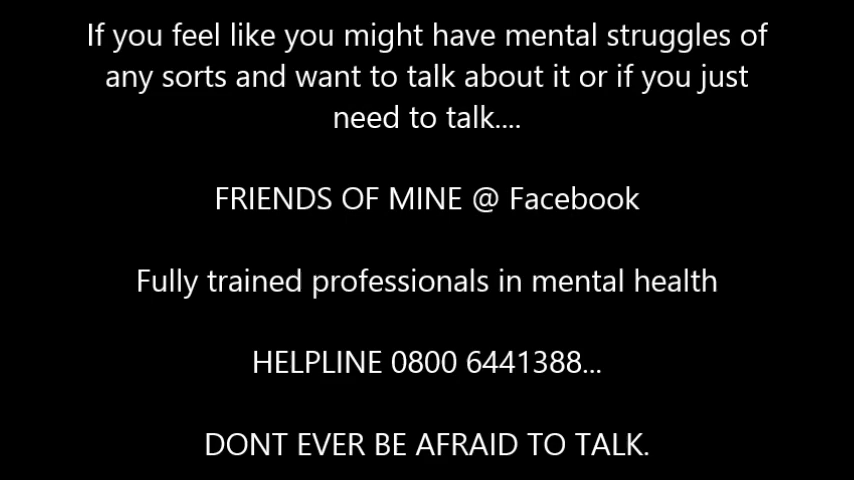 If you feel like you might have mental struggles of
any sorts and want to talk about it or if you just
need to talk....
FRIENDS OF MINE @ Facebook
Fully trained professionals in mental health
HELPLINE 0800 6441388...
DONT EVER BE AFRAID TO TALK.